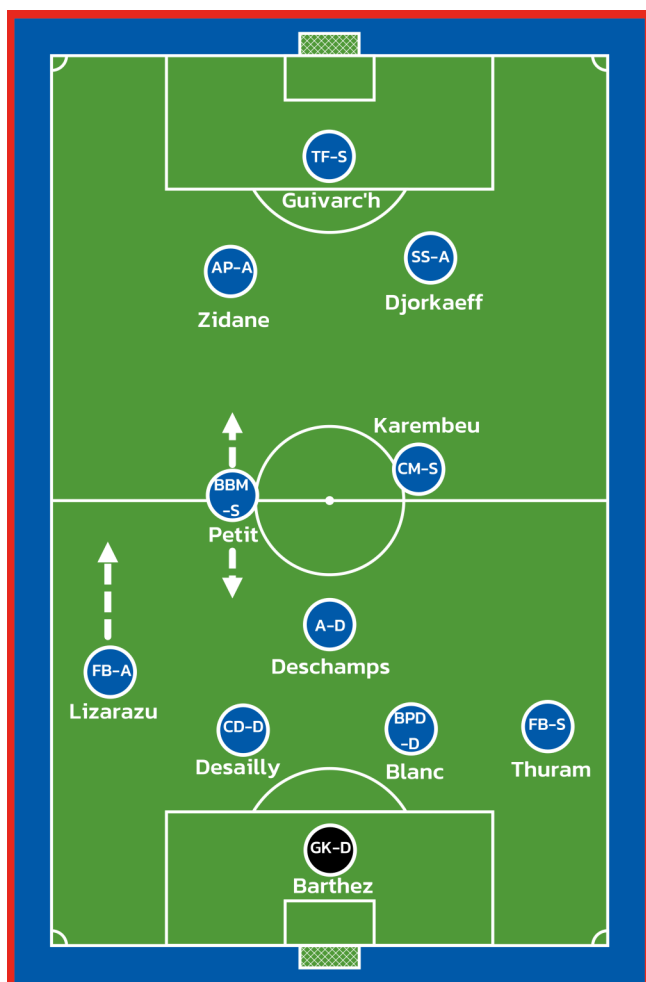 TF-S
Guivarc'h
AP-A
Zidane
SS-A
Djorkaeff
Karembeu
CM-S
BBM
-S
Petit
A-D
Deschamps
FB-A
Lizarazu
CD-D
Desailly
BPD
-D
Blanc
FB-S
Thuram
GK-D
Barthez